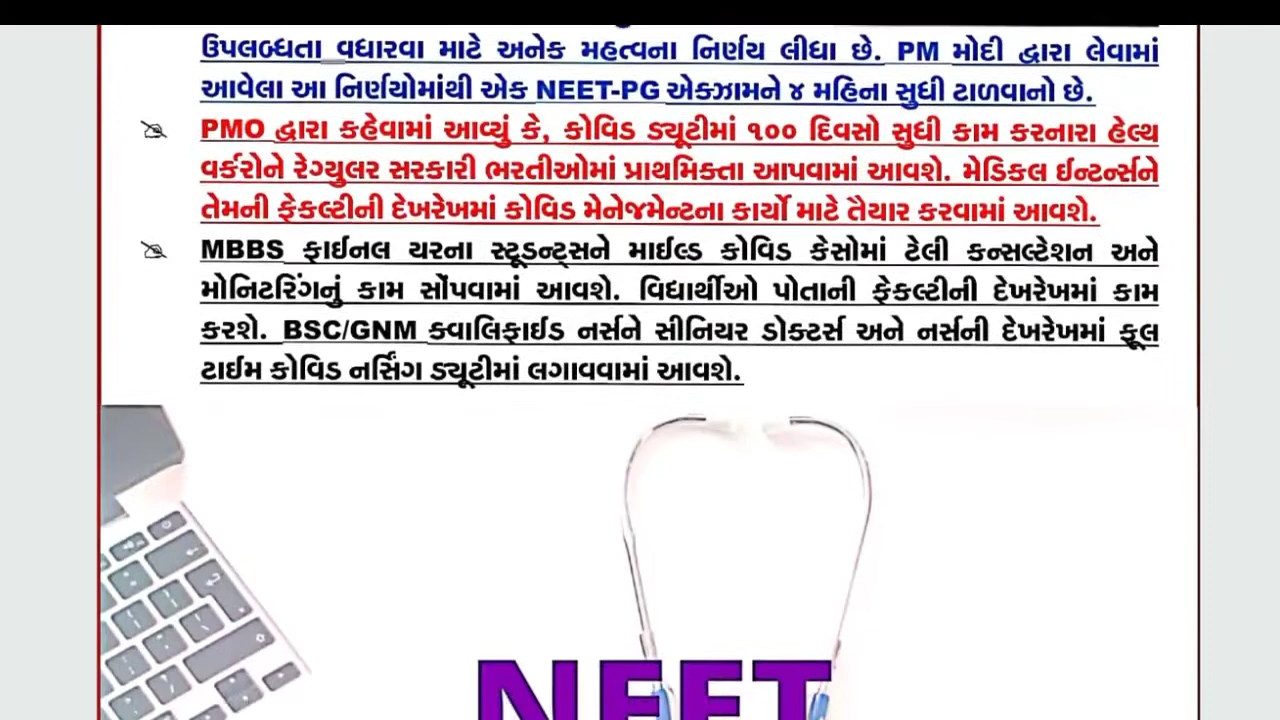 ઉપલબ્ધતા વધારવા માટે અનેક મહત્વના નિર્ણય લીધા છે. PM મોદી દ્વારા લેવામાં
આવેલા આ નિર્ણયોમાંથી એક NEET-PG એક્ઝામને ૪ મહિના સુધી ટાળવાનો છે.
PMO દ્વારા કહેવામાં આવ્યું કે, કોવિડ ડ્યૂટીમાં ૧૦૦ દિવસો સુધી કામ કરનારા હેલ્થ
વર્કરોને રેગ્યુલર સરકારી ભરતીઓમાં પ્રાથમિક્તા આપવામાં આવશે. મેડિકલ ઈન્ટર્ન્સને
તેમની ફેકલ્ટીની દેખરેખમાં કોવિડ મેનેજમેન્ટના કાર્યો માટે તૈયાર કરવામાં આવશે.
MBBS ફાઈનલ યરના સ્ટૂડન્ટ્સને માઈલ્ડ કોવિડ કેસોમાં ટેલી કન્સલ્ટેશન અને
મોનિટરિંગનું કામ સોંપવામાં આવશે. વિદ્યાર્થીઓ પોતાની ફેકલ્ટીની દેખરેખમાં કામ
કરશે. BSC/GNM ક્વાલિફાઈડ નર્સને સીનિયર ડોક્ટર્સ અને નર્સની દેખરેખમાં ફૂલ
ટાઈમ કોવિડ નર્સિંગ ડ્યૂટીમાં લગાવવામાં આવશે.
NEET